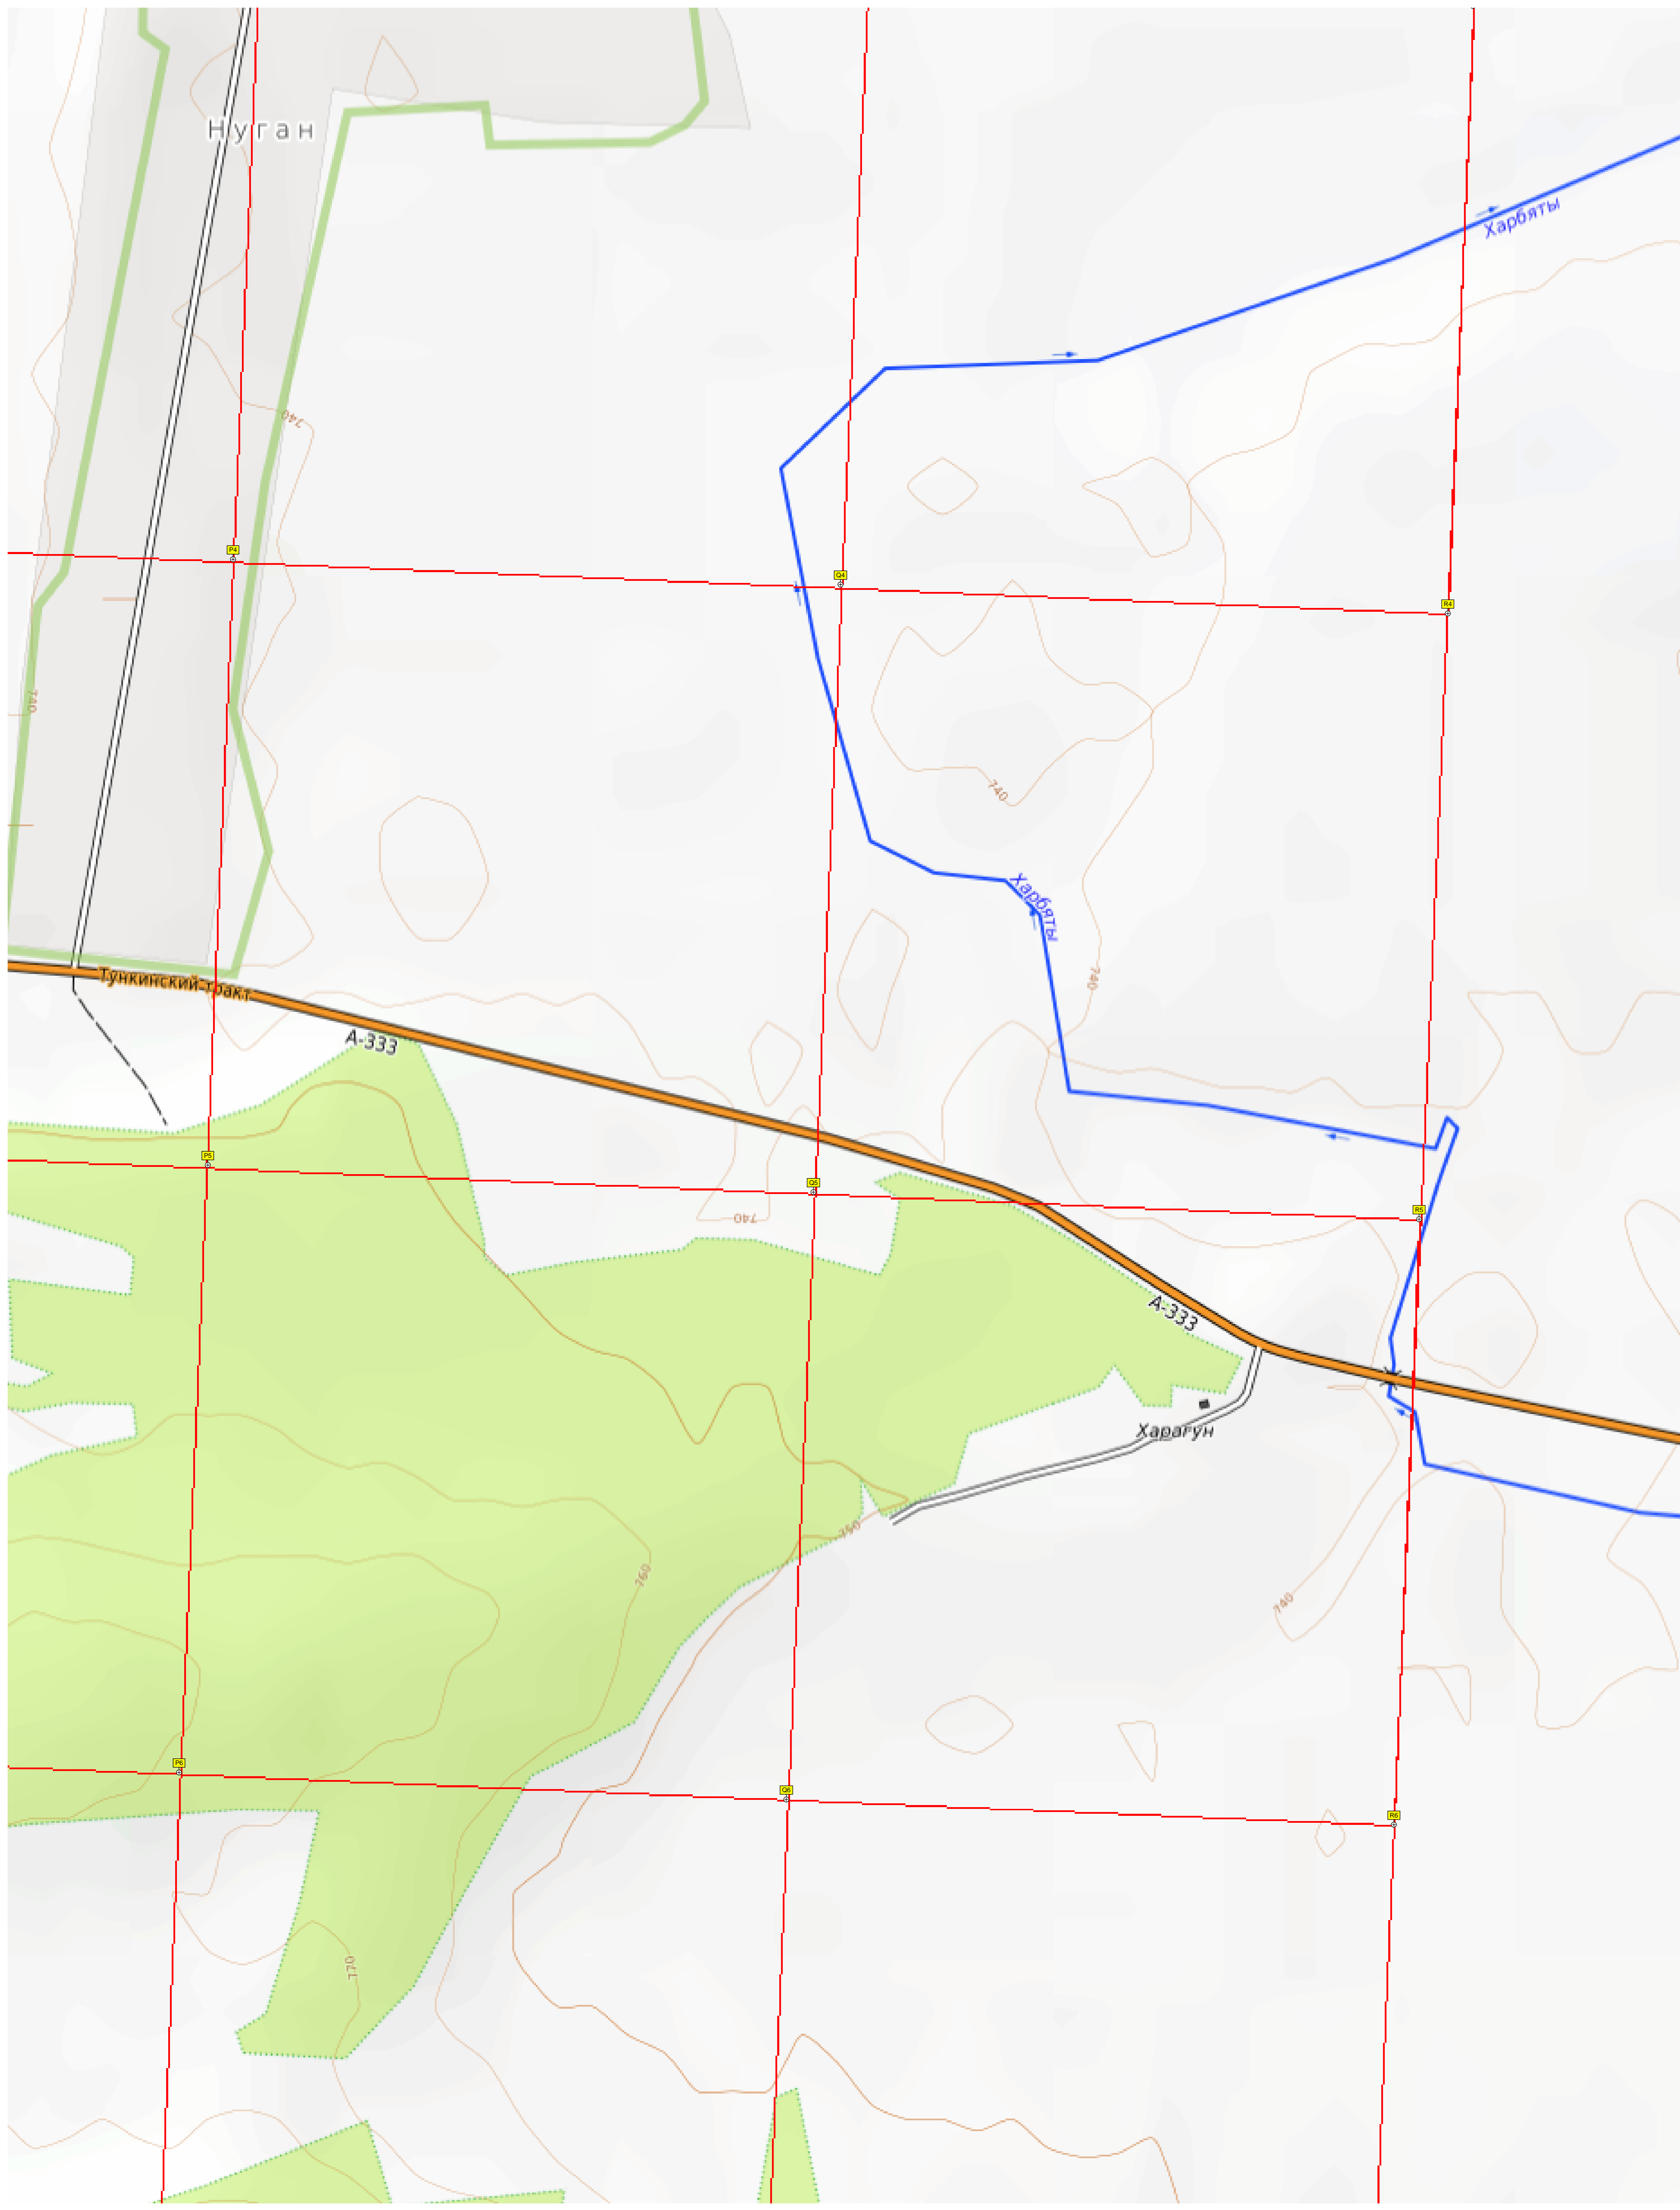 Нуган
Харбяты
740
P4
Q4
R4
740
740
Харбяты
740
Тункинский тракт
А-333
P5
Q5
R5
740
А-333
Харагун
750
760
740
P6
Q6
R6
770